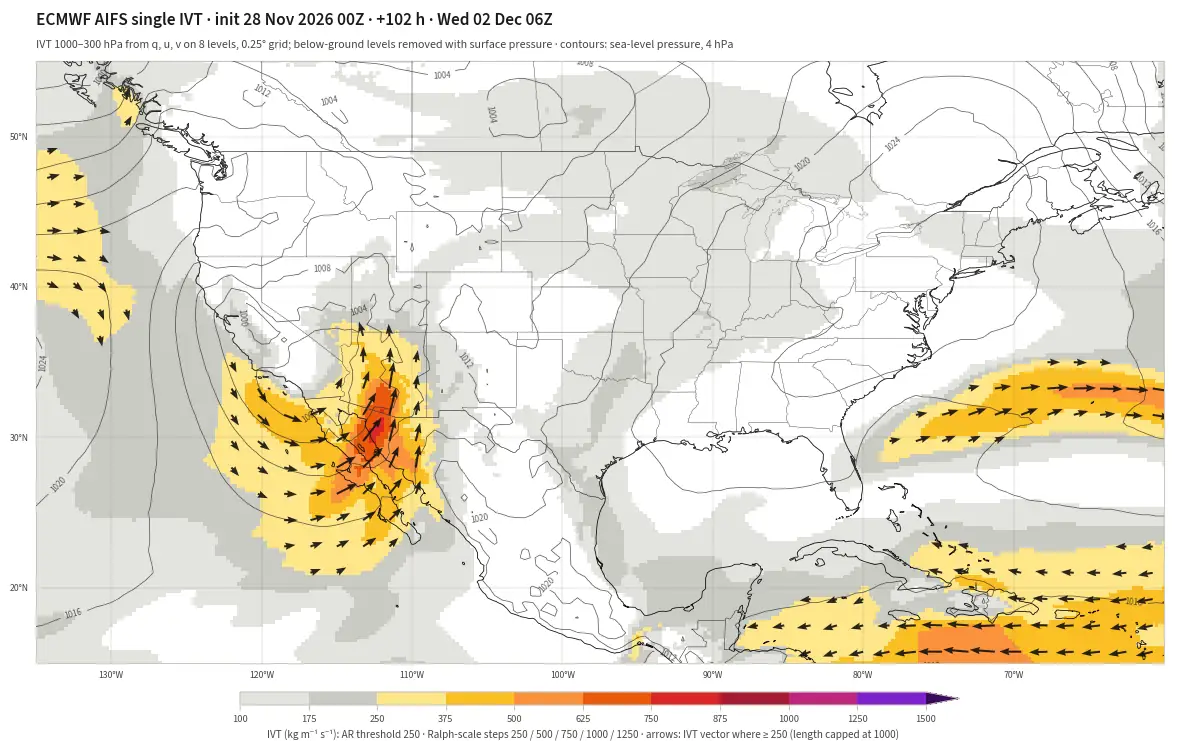 ECMWF AIFS single IVT · init 28 Nov 2026 00Z · +102 h · Wed 02 Dec 06Z
IVT 1000–300 hPa from q, u, v on 8 levels, 0.25° grid; below-ground levels removed with surface pressure · contours: sea-level pressure, 4 hPa
1004
1008
1012
1004
1004
50°N
1024
1020
1016
1008
40°N
1004
1000
1024
1012
30°N
1020
1020
1020
20°N
1016
130°W
120°W
110°W
100°W
90°W
80°W
70°W
100
175
250
375
500
625
750
875
1000
1250
1500
IVT (kg m⁻¹ s⁻¹): AR threshold 250 · Ralph-scale steps 250 / 500 / 750 / 1000 / 1250 · arrows: IVT vector where ≥ 250 (length capped at 1000)